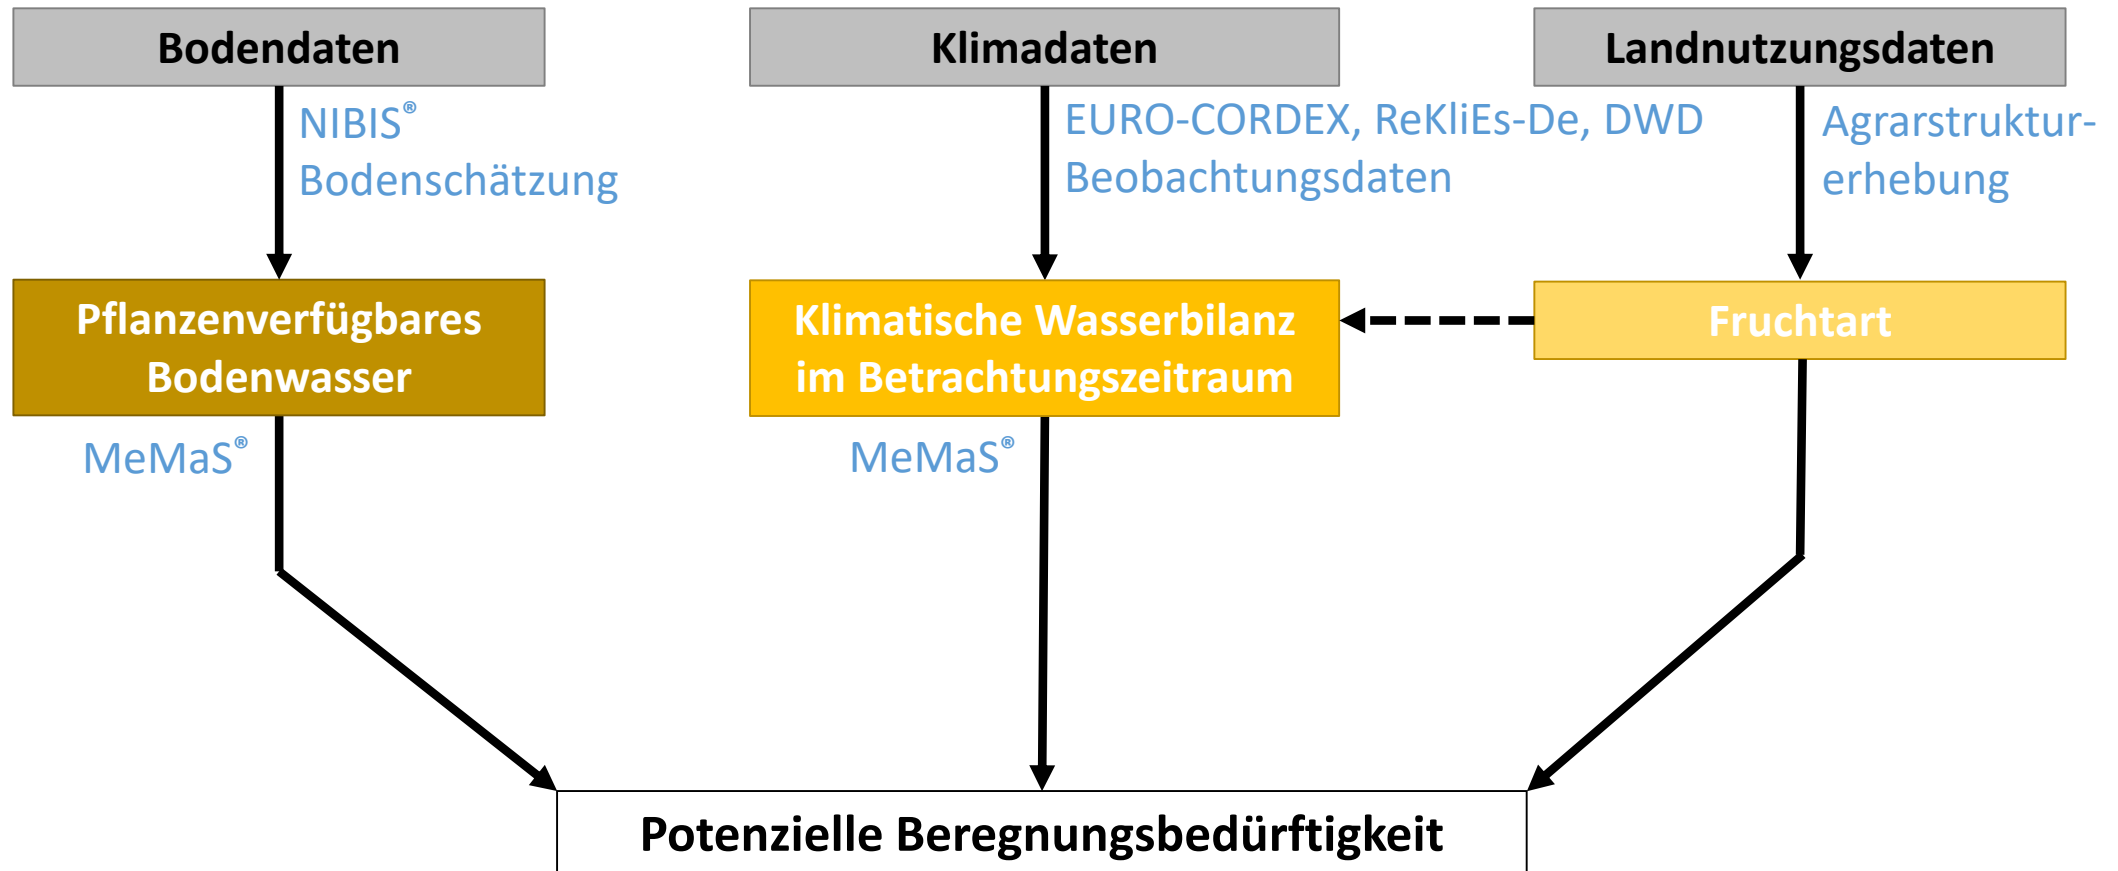 Bodendaten
Klimadaten
Landnutzungsdaten
NIBIS®
Bodenschätzung
EURO-CORDEX, ReKliEs-De, DWD
Beobachtungsdaten
Agrarstruktur-
erhebung
Pflanzenverfügbares
Bodenwasser
Klimatische Wasserbilanz
im Betrachtungszeitraum
Fruchtart
MeMaS®
MeMaS®
Potenzielle Beregnungsbedürftigkeit